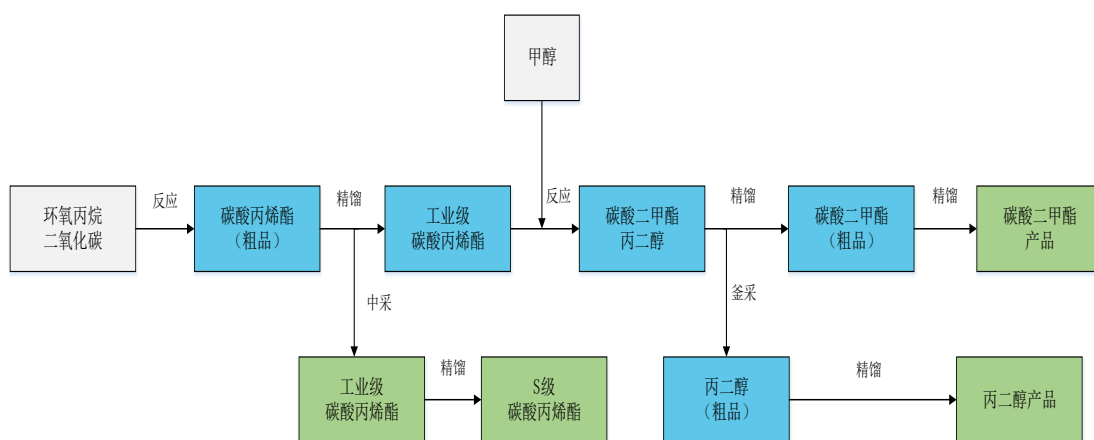 甲醇
环氧丙烷
二氧化碳
反应
碳酸丙烯酯
（粗品）
精馏
工业级
碳酸丙烯酯
反应
碳酸二甲酯
丙二醇
精馏
碳酸二甲酯
（粗品）
精馏
碳酸二甲酯
产品
中采
釜采
工业级
碳酸丙烯酯
精馏
S级
碳酸丙烯酯
丙二醇
（粗品）
精馏
丙二醇产品